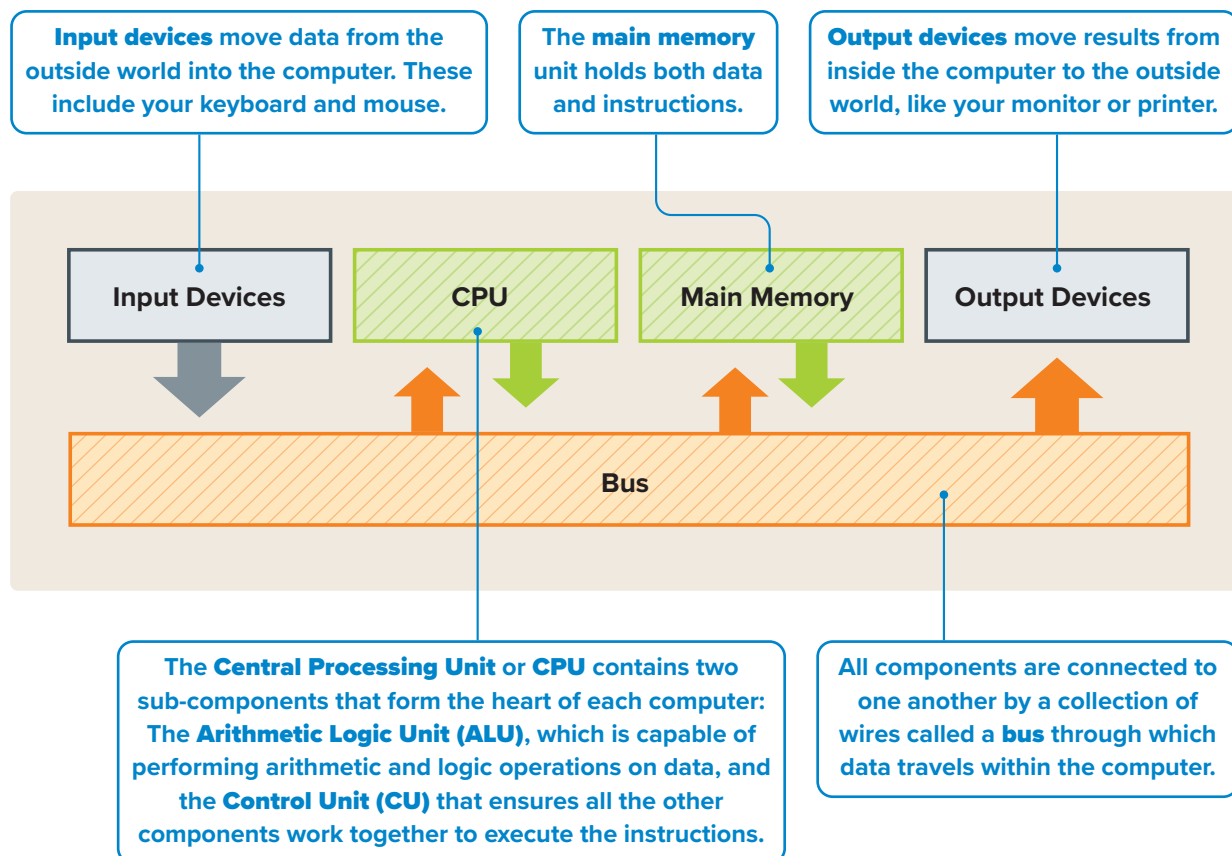 Input devices move data from the
outside world into the computer. These
include your keyboard and mouse.
The main memory
unit holds both data
and instructions.
Output devices move results from
inside the computer to the outside
world, like your monitor or printer.
Input Devices
CPU
Main Memory
Output Devices
Bus
The Central Processing Unit or CPU contains two
sub-components that form the heart of each computer:
The Arithmetic Logic Unit (ALU), which is capable of
performing arithmetic and logic operations on data, and
the Control Unit (CU) that ensures all the other
components work together to execute the instructions.
All components are connected to
one another by a collection of
wires called a bus through which
data travels within the computer.